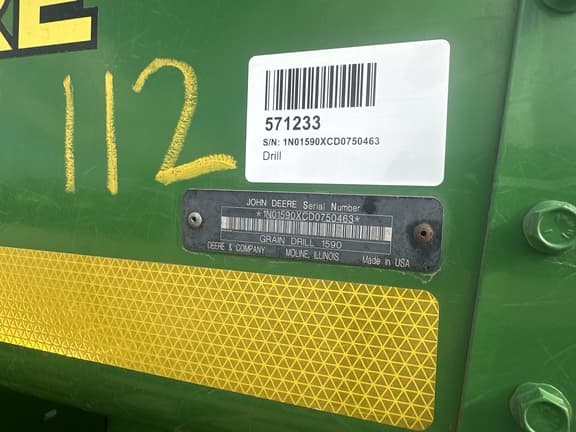 RE
112
571233
S/N: 1N01590XCD0750463
Drill
JOHN DEERE Serial Number
*1N01590XCD0750463*
GRAIN DRILL 1590
DEERE & COMPANY MOLINE, ILLINOIS Made in USA